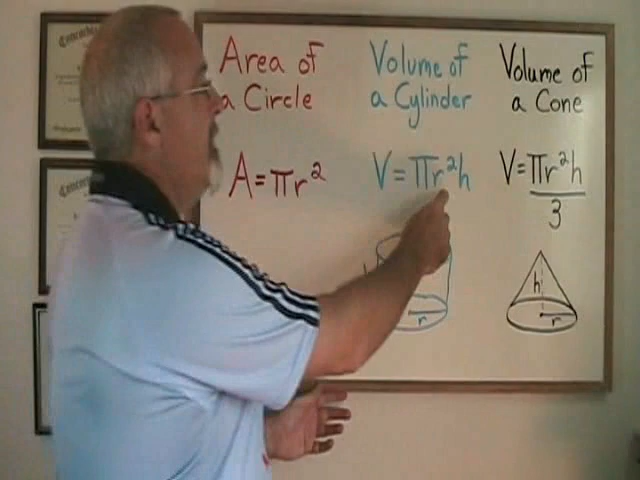 Area of
a Circle
A = πr²
Volume of
a Cylinder
V = πr²h
r
Volume of
a Cone
V = πr²h
3
h
r